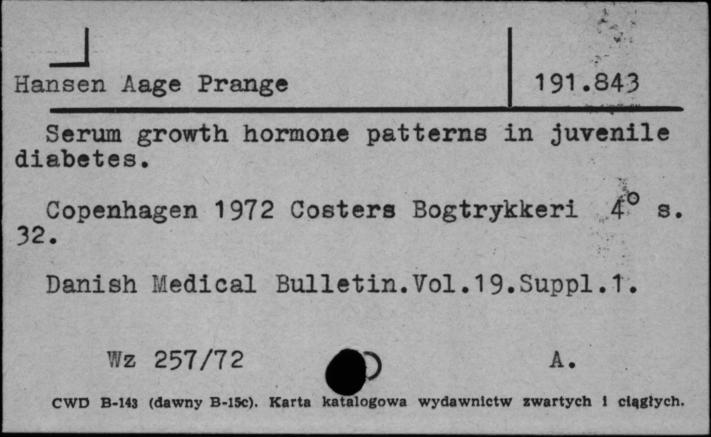 Hansen Aage Prange 191.843
Serum growth hormone patterns in juvenile
diabetes.
Copenhagen 1972 Costers Bogtrykkeri 4° s.
32.
Danish Medical Bulletin.Vol.19.Suppl.1.
Wz 257/72 A.
CWD B-143 (dawny B-15c). Karta katalogowa wydawnictw zwartych i ciągłych.